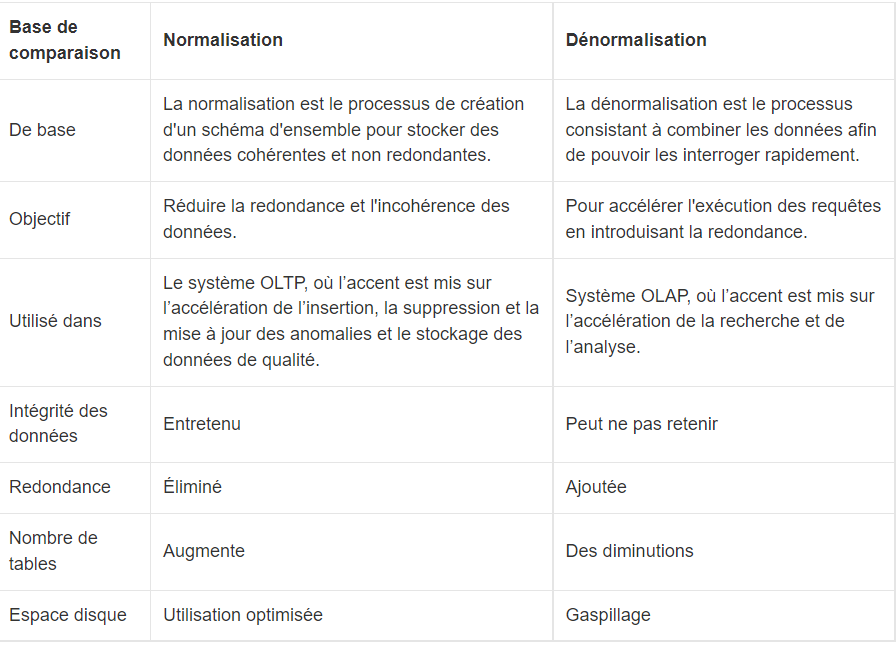 Base de
comparaison
Normalisation
Dénormalisation
De base
La normalisation est le processus de création
d'un schéma d'ensemble pour stocker des
données cohérentes et non redondantes.
La dénormalisation est le processus
consistant à combiner les données afin
de pouvoir les interroger rapidement.
Objectif
Réduire la redondance et l'incohérence des
données.
Pour accélérer l'exécution des requêtes
en introduisant la redondance.
Utilisé dans
Le système OLTP, où l’accent est mis sur
l’accélération de l’insertion, la suppression et la
mise à jour des anomalies et le stockage des
données de qualité.
Système OLAP, où l’accent est mis sur
l’accélération de la recherche et de
l’analyse.
Intégrité des
données
Entretenu
Peut ne pas retenir
Redondance
Éliminé
Ajoutée
Nombre de
tables
Augmente
Des diminutions
Espace disque
Utilisation optimisée
Gaspillage